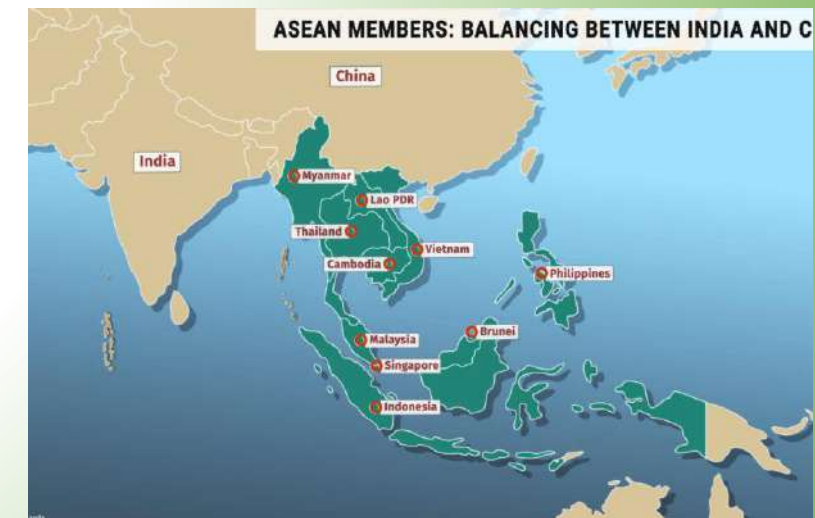 ASEAN MEMBERS: BALANCING BETWEEN INDIA AND C
China
India
Myanmar
Lao PDR
Thailand
Vietnam
Cambodia
Philippines
Brunei
Malaysia
Singapore
Indonesia